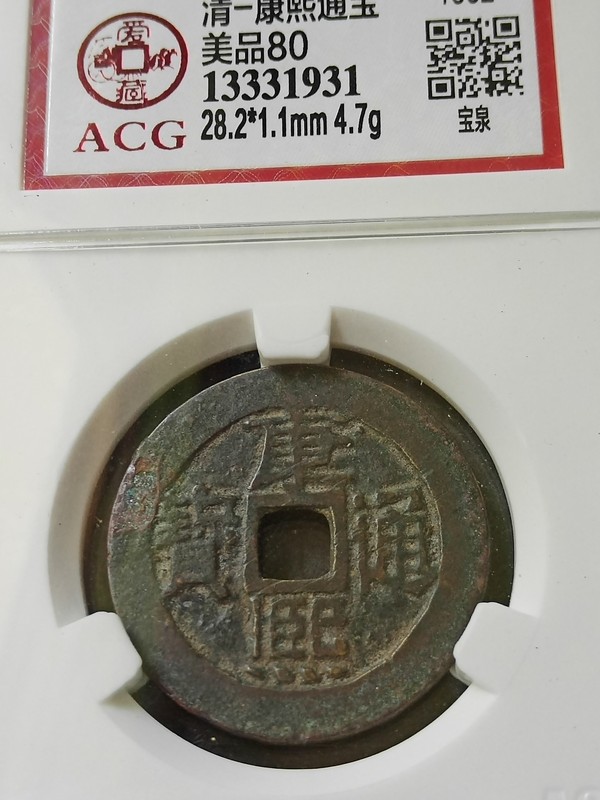 清-康熙通宝
美品80
13331931
28.2*1.1mm 4.7g
爱藏
ACG
宝泉
康熙通寶